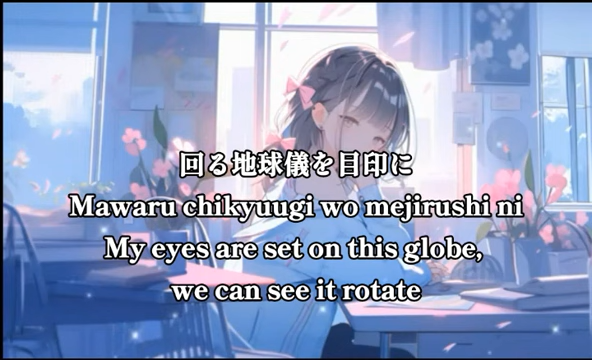 回る地球儀を目印に
Mawaru chikyuugi wo mejirushi ni
My eyes are set on this globe,
we can see it rotate